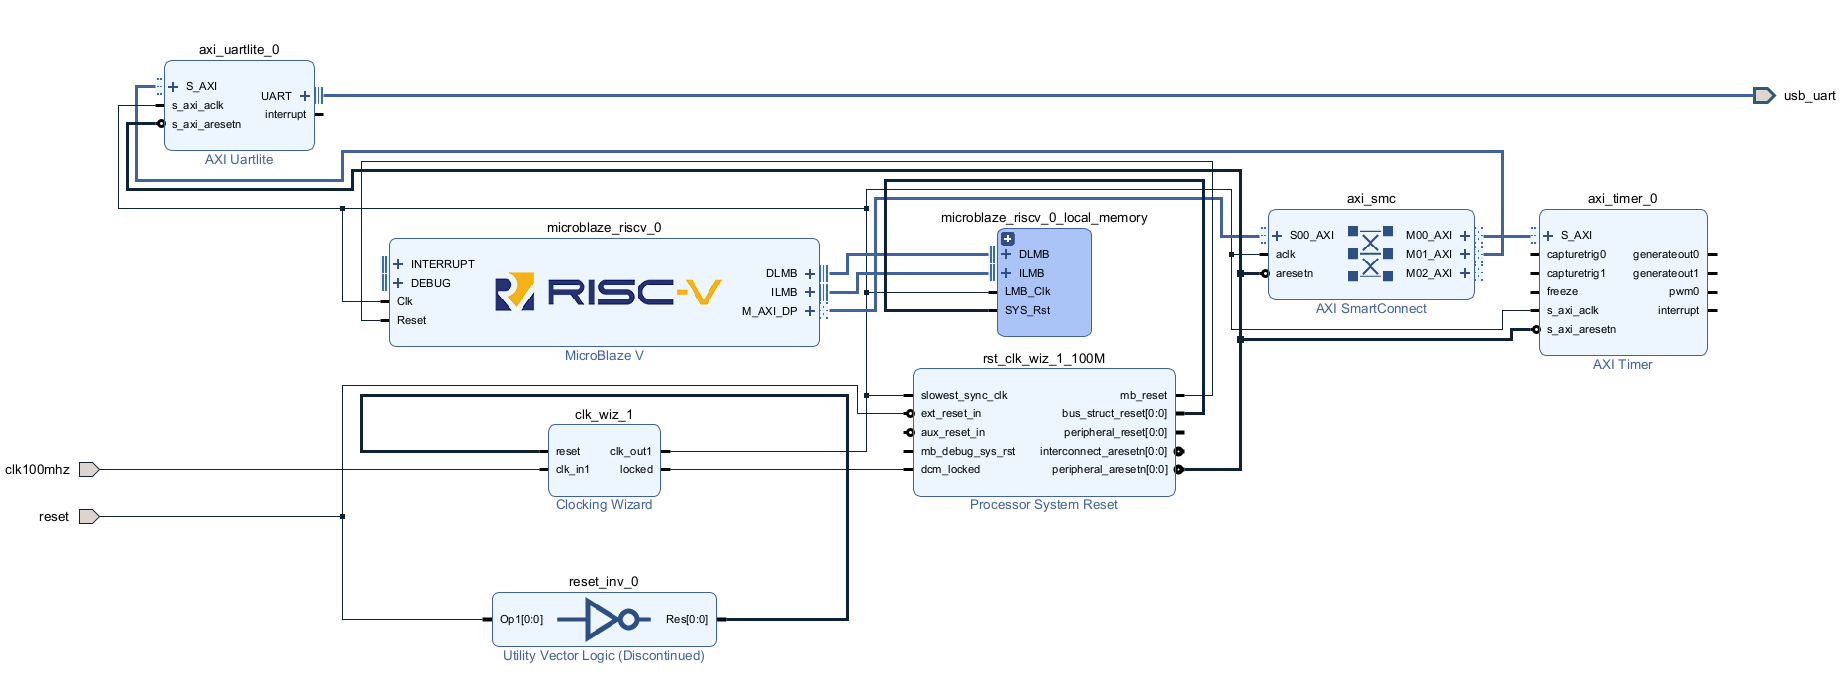 axi_uartlite_0
S_AXI
s_axi_aclk
s_axi_aresetn
UART
interrupt
AXI Uartlite
usb_uart
microblaze_riscv_0
INTERRUPT
DEBUG
Clk
Reset
RISC-V
DLMB
ILMB
M_AXI_DP
MicroBlaze V
microblaze_riscv_0_local_memory
DLMB
ILMB
LMB_Clk
SYS_Rst
axi_smc
S00_AXI
aclk
aresetn
M00_AXI
M01_AXI
M02_AXI
AXI SmartConnect
axi_timer_0
S_AXI
capturetrig0
capturetrig1
freeze
s_axi_aclk
s_axi_aresetn
generateout0
generateout1
pwm0
interrupt
AXI Timer
rst_clk_wiz_1_100M
slowest_sync_clk
ext_reset_in
aux_reset_in
mb_debug_sys_rst
dcm_locked
mb_reset
bus_struct_reset[0:0]
peripheral_reset[0:0]
interconnect_aresetn[0:0]
peripheral_aresetn[0:0]
Processor System Reset
clk_wiz_1
reset
clk_in1
clk_out1
locked
Clocking Wizard
clk100mhz
reset
reset_inv_0
Op1[0:0]
Res[0:0]
Utility Vector Logic (Discontinued)